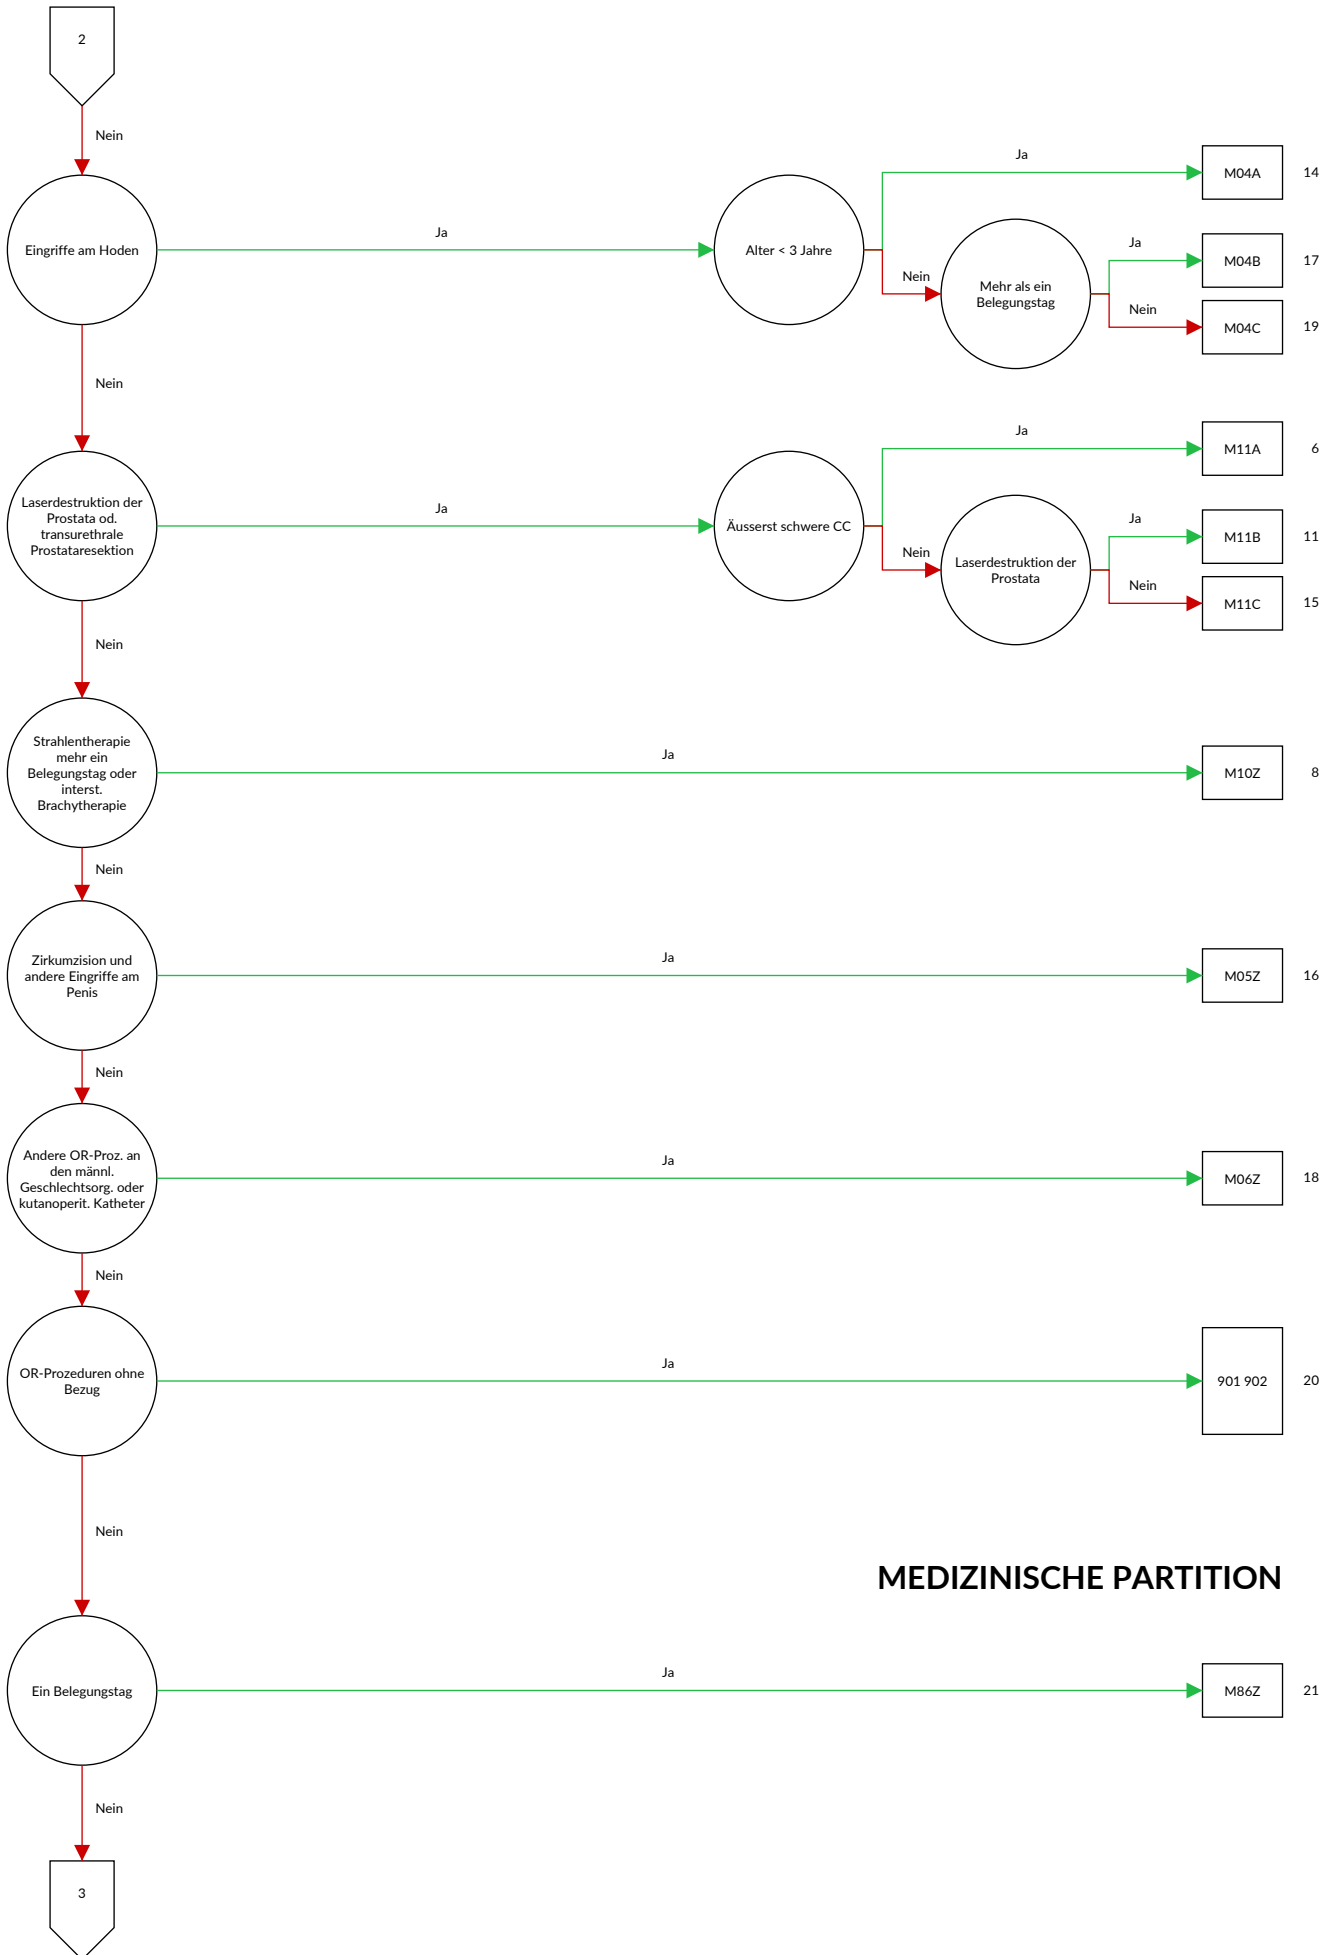 2
Nein
Ja
M04A
14
Eingriffe am Hoden
Ja
Alter < 3 Jahre
Nein
Mehr als ein
Belegungstag
Ja
M04B
17
Nein
M04C
19
Nein
Ja
M11A
6
Laserdestruktion der
Prostata od.
transurethrale
Prostataresektion
Ja
Äusserst schwere CC
Nein
Laserdestruktion der
Prostata
Ja
M11B
11
Nein
M11C
15
Nein
Strahlentherapie
mehr ein
Belegungstag oder
interst.
Brachytherapie
Ja
M10Z
8
Nein
Zirkumzision und
andere Eingriffe am
Penis
Ja
M05Z
16
Nein
Andere OR-Proz. an
den männl.
Geschlechtsorg. oder
kutanoperit. Katheter
Ja
M06Z
18
Nein
OR-Prozeduren ohne
Bezug
Ja
901 902
20
Nein
MEDIZINISCHE PARTITION
Ein Belegungstag
Ja
M86Z
21
Nein
3